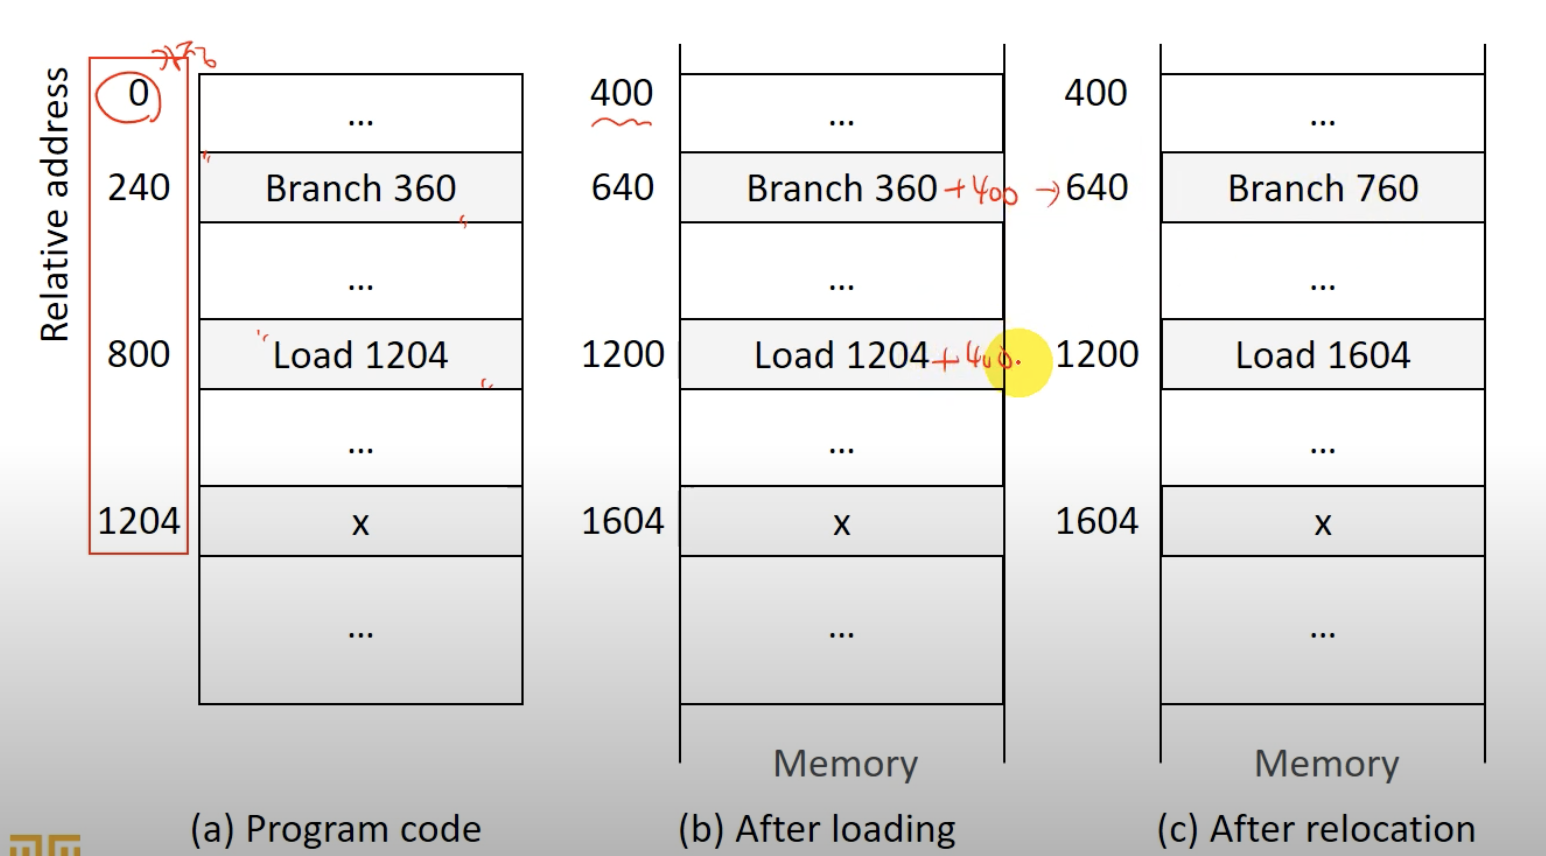 Relative address
0
240
800
1204
...
Branch 360
...
Load 1204
...
x
...
(a) Program code
400
640
1200
1604
...
Branch 360 +400 →
...
Load 1204 +400.
...
x
...
Memory
(b) After loading
400
640
1200
1604
...
Branch 760
...
Load 1604
...
x
...
Memory
(c) After relocation